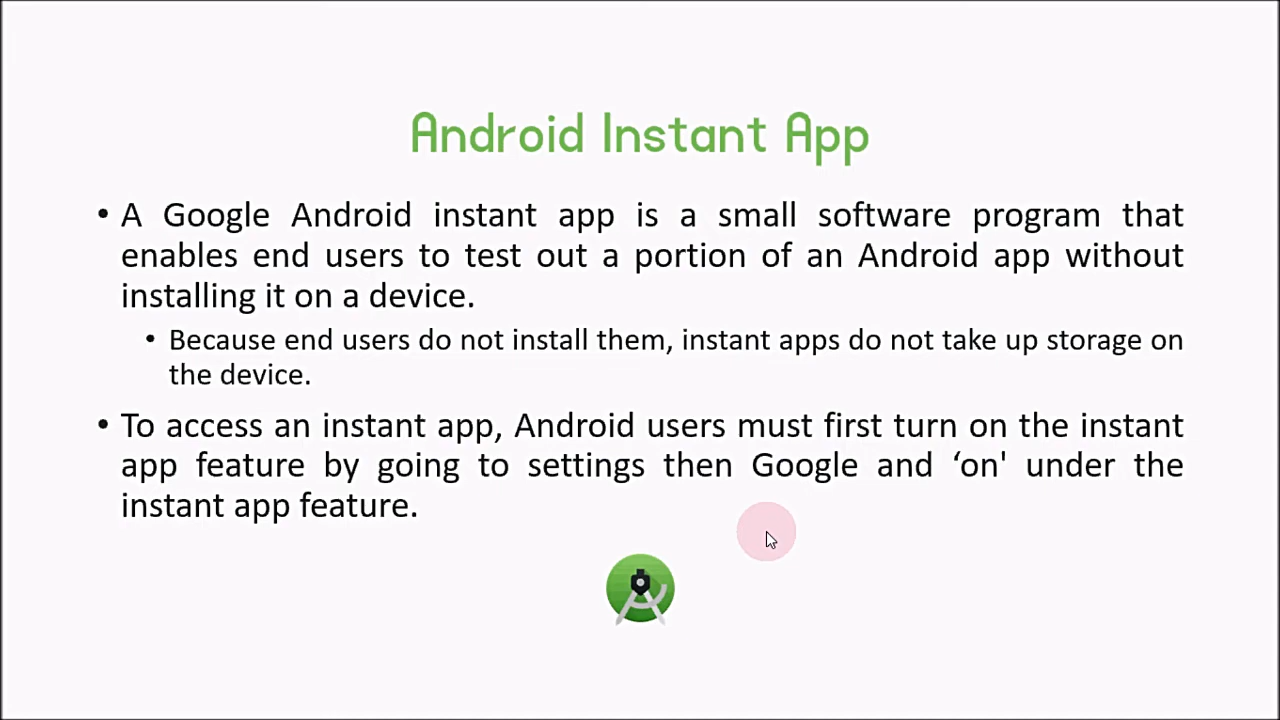 Android Instant App
• A Google Android instant app is a small software program that
enables end users to test out a portion of an Android app without
installing it on a device.
• Because end users do not install them, instant apps do not take up storage on
the device.
• To access an instant app, Android users must first turn on the instant
app feature by going to settings then Google and ‘on' under the
instant app feature.